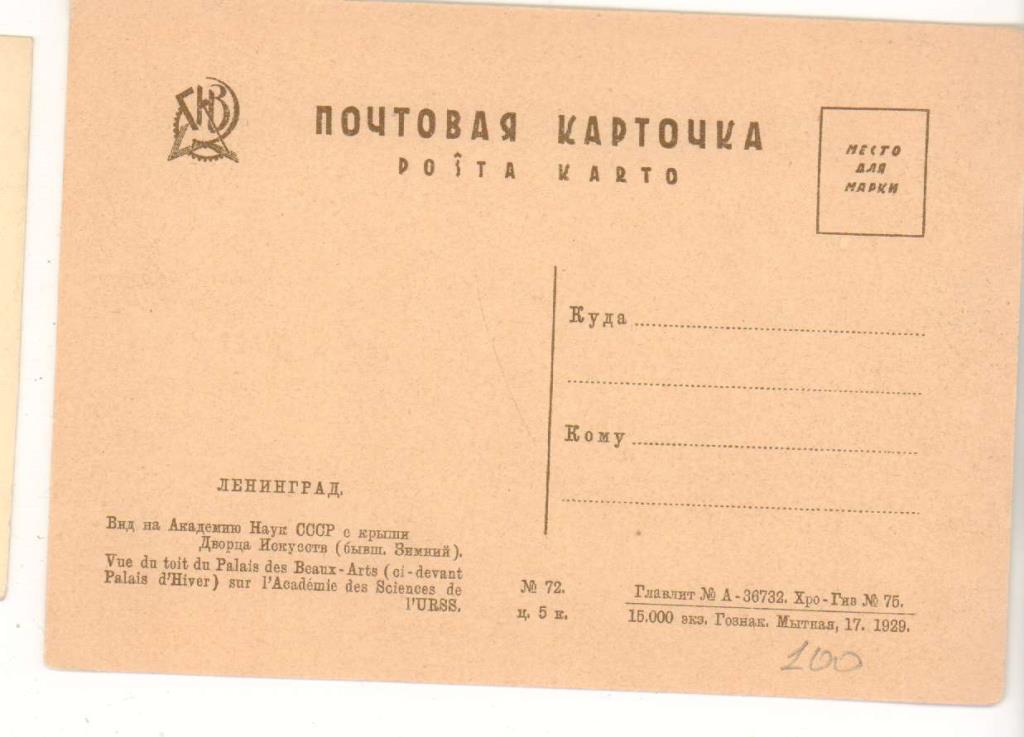 ПОЧТОВАЯ КАРТОЧКА
POŜTA KARTO
МЕСТО
ДЛЯ
МАРКИ
Куда
Кому
ЛЕНИНГРАД.
Вид на Академию Наук СССР с крыши
Дворца Искусств (бывш. Зимний).
Vue du toit du Palais des Beaux-Arts (ci-devant
Palais d'Hiver) sur l'Académie des Sciences de
l'URSS.
№ 72.
ц. 5 к.
Главлит № А-36732. Хро-Гиз № 75.
15.000 экз. Гознак. Мытная, 17. 1929.
100